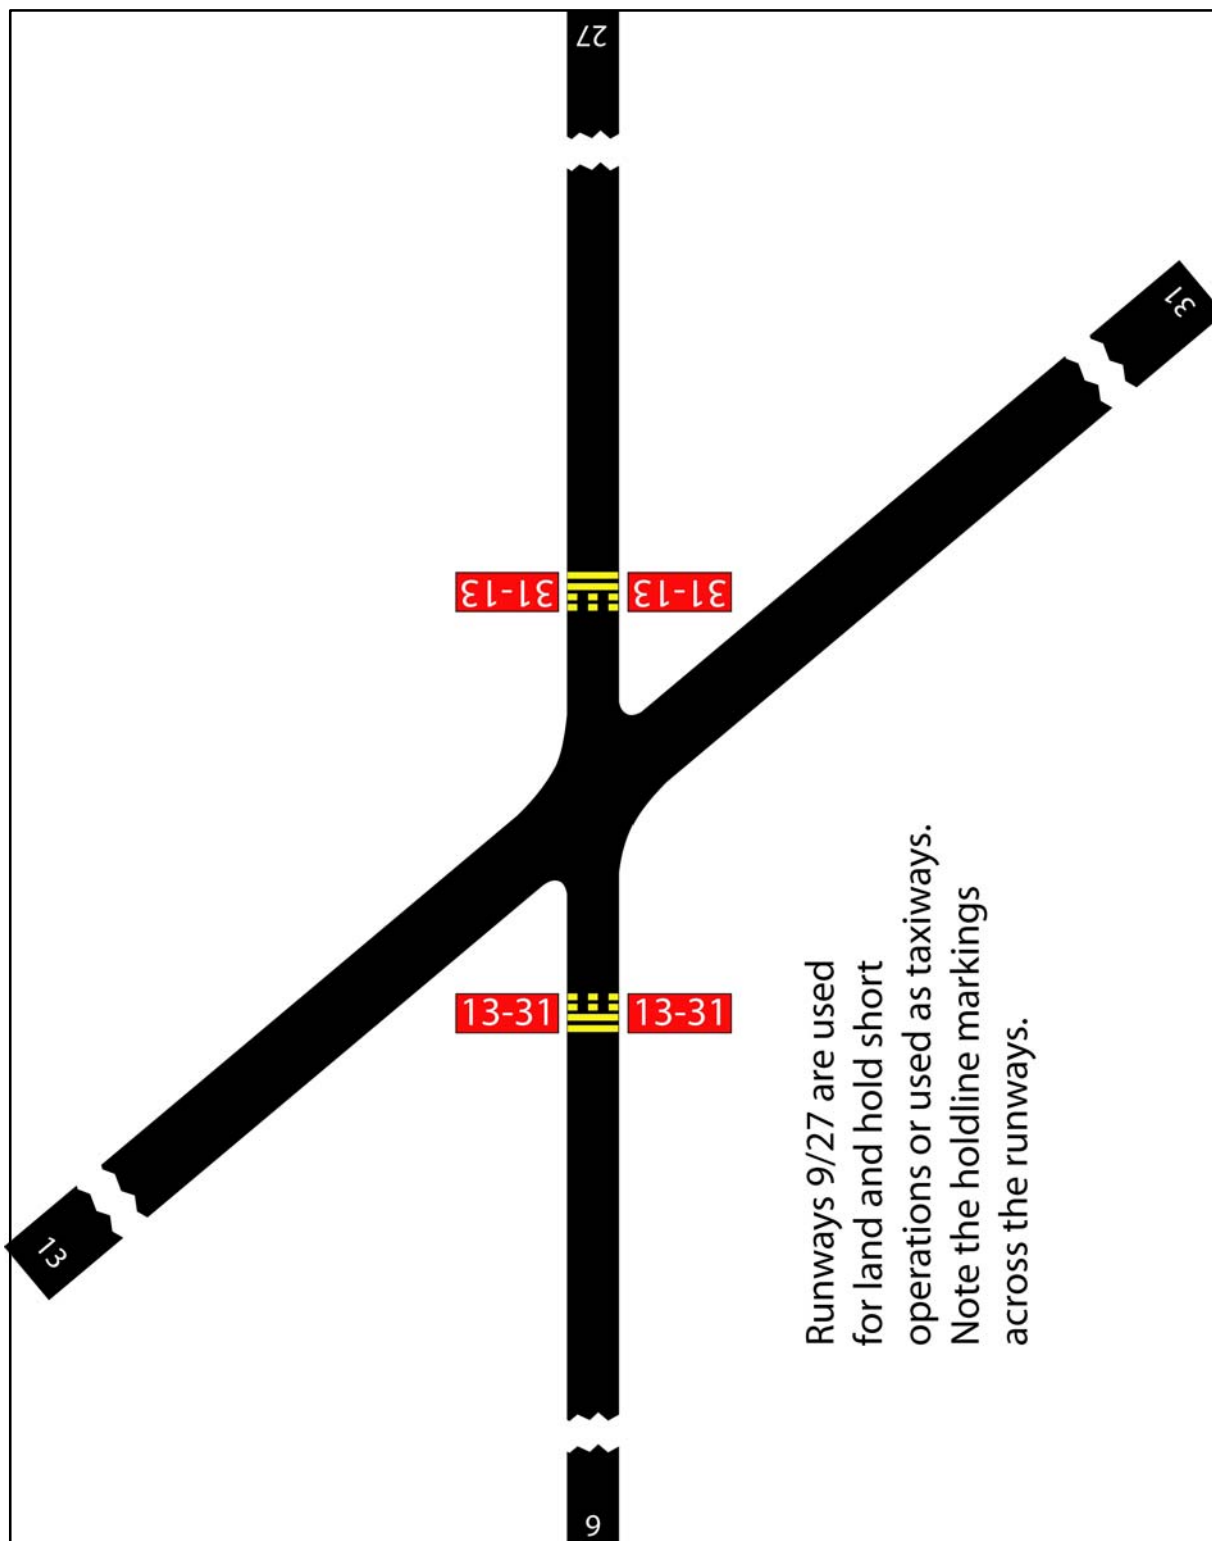 27
31
31-13
31-13
13-31
13-31
13
9
Runways 9/27 are used
for land and hold short
operations or used as taxiways.
Note the holdline markings
across the runways.